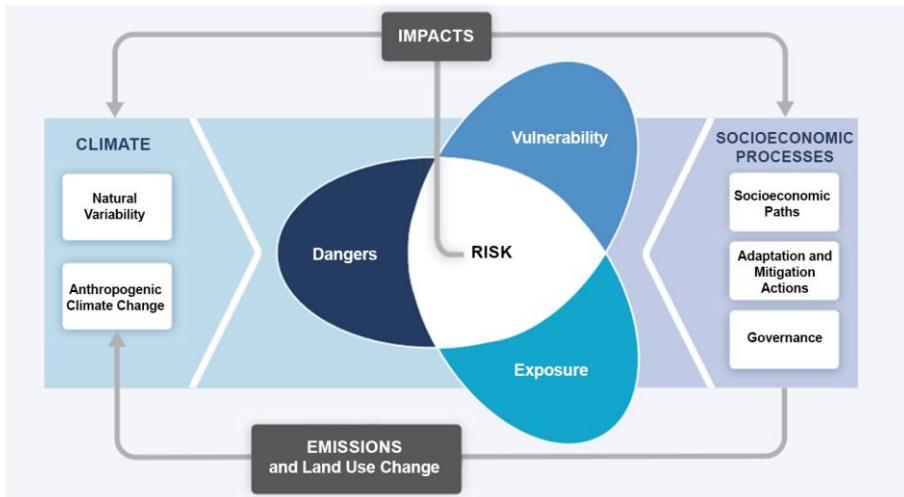 IMPACTS
CLIMATE
Natural
Variability
Anthropogenic
Climate Change
Dangers
RISK
Vulnerability
Exposure
SOCIOECONOMIC
PROCESSES
Socioeconomic
Paths
Adaptation and
Mitigation
Actions
Governance
EMISSIONS
and Land Use Change